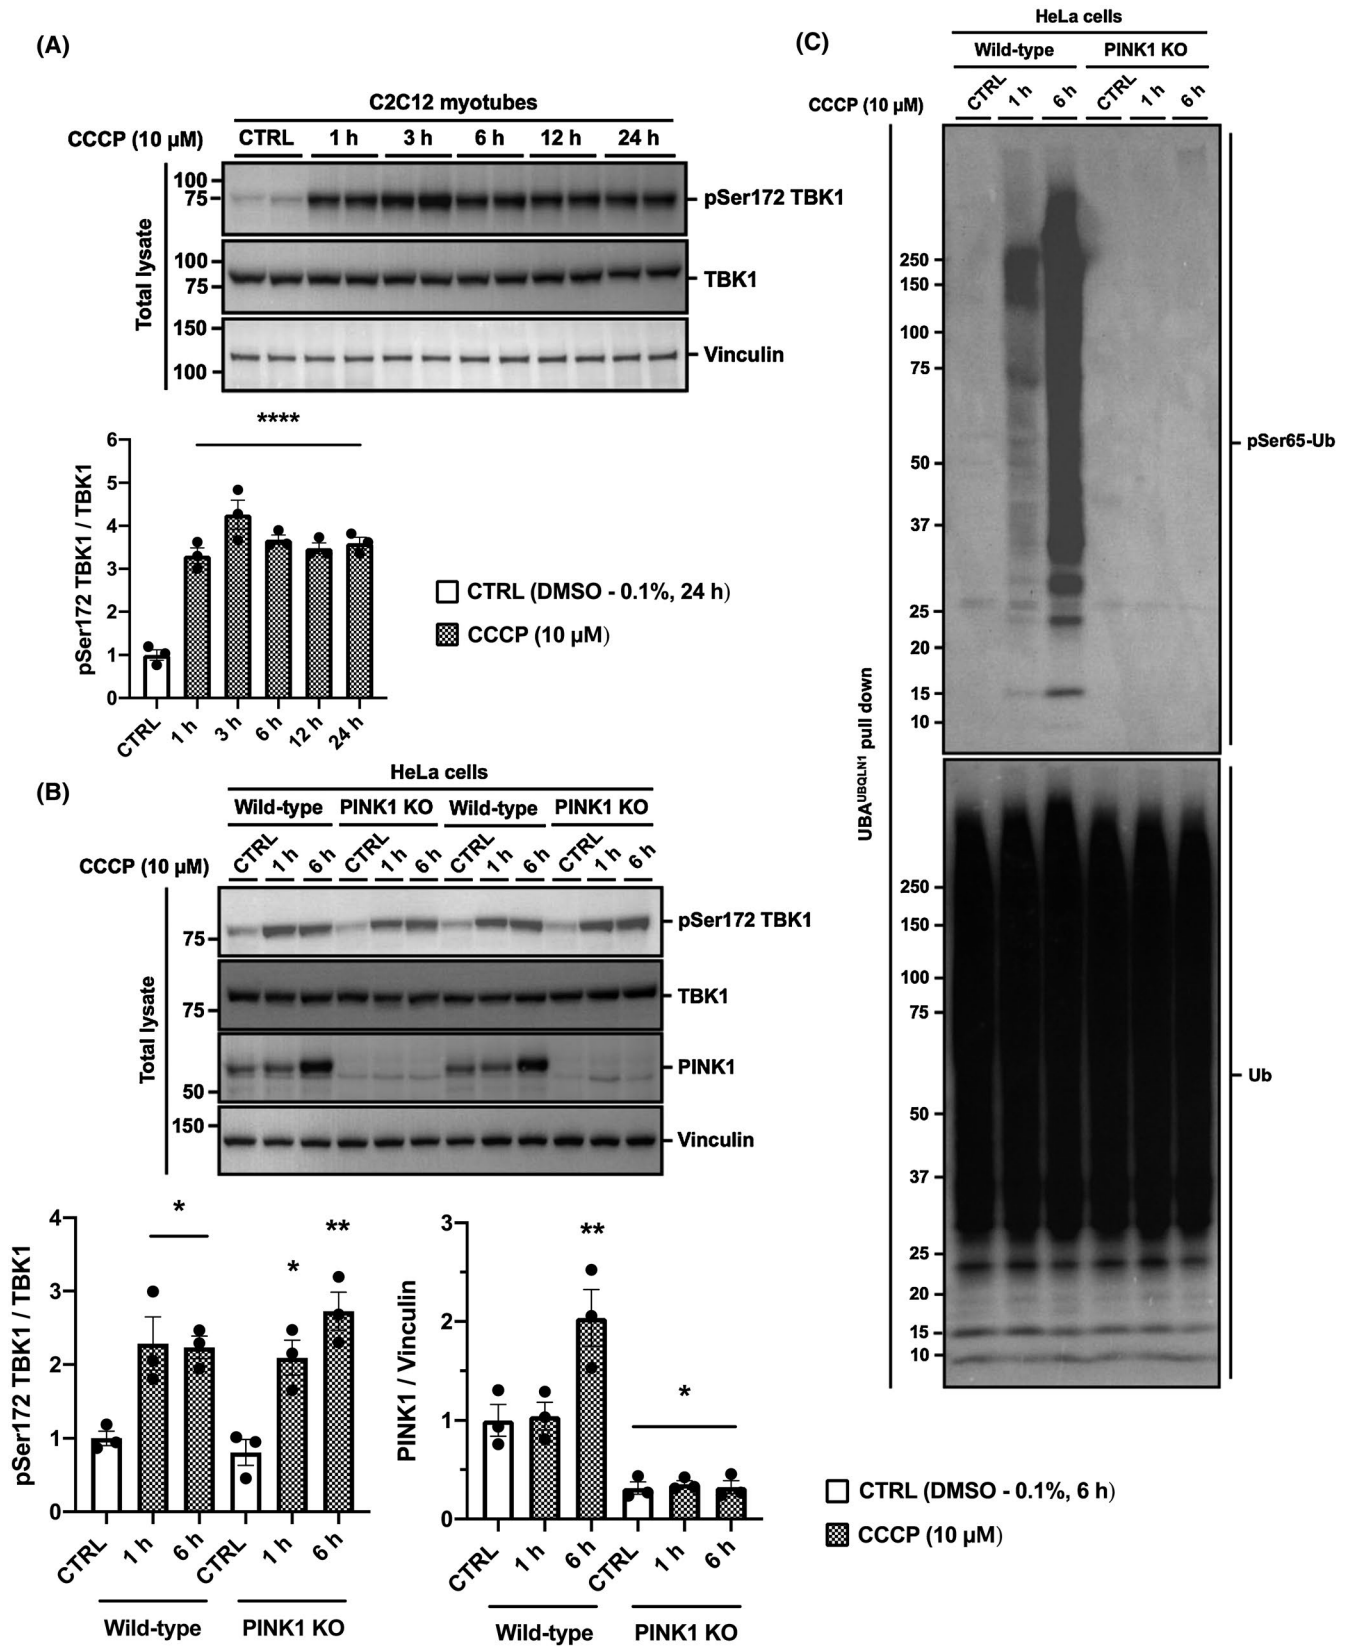 (A)
C2C12 myotubes
CCCP (10 µM) CTRL 1 h 3 h 6 h 12 h 24 h
Total lysate
100
75
pSer172 TBK1
100
75
TBK1
150
100
Vinculin
****
pSer172 TBK1 / TBK1
6
5
4
3
2
1
0
CTRL 1 h 3 h 6 h 12 h 24 h
CTRL (DMSO - 0.1%, 24 h)
CCCP (10 µM)
(B)
HeLa cells
Wild-type PINK1 KO Wild-type PINK1 KO
CCCP (10 µM) CTRL 1 h 6 h CTRL 1 h 6 h CTRL 1 h 6 h CTRL 1 h 6 h
Total lysate
75
pSer172 TBK1
75
TBK1
50
PINK1
150
Vinculin
pSer172 TBK1 / TBK1
4
3
2
1
0
* * **
CTRL 1 h 6 h CTRL 1 h 6 h
Wild-type PINK1 KO
PINK1 / Vinculin
3
2
1
0
** *
CTRL 1 h 6 h CTRL 1 h 6 h
Wild-type PINK1 KO
(C)
HeLa cells
Wild-type PINK1 KO
CCCP (10 µM) CTRL 1 h 6 h CTRL 1 h 6 h
UBAUBQLN1 pull down
250
150
100
75
50
37
25
20
15
10
pSer65-Ub
250
150
100
75
50
37
25
20
15
10
Ub
CTRL (DMSO - 0.1%, 6 h)
CCCP (10 µM)